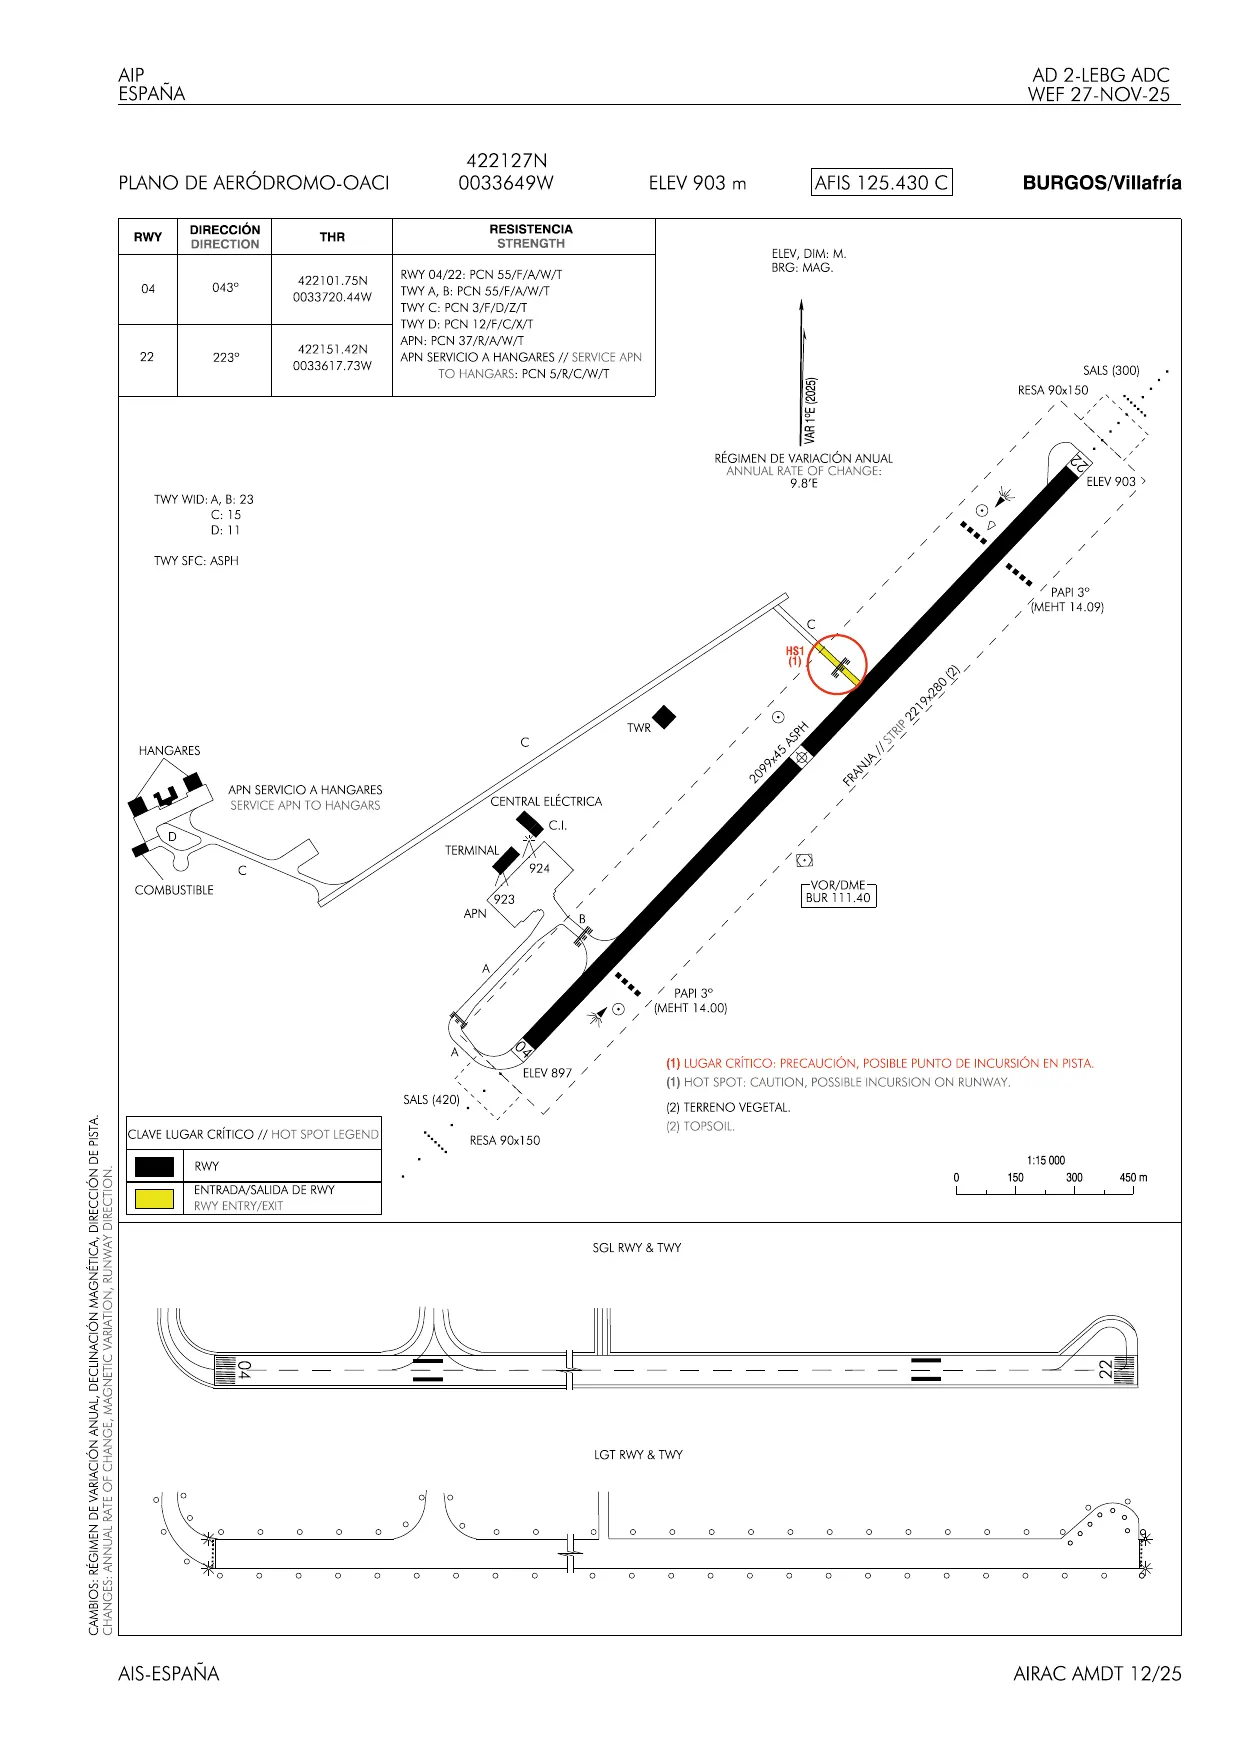 AIP
ESPAÑA
AD 2-LEBG ADC
WEF 27-NOV-25
PLANO DE AERÓDROMO-OACI
422127N
0033649W
ELEV 903 m
AFIS 125.430 C
BURGOS/Villafría
RWY
DIRECCIÓN
DIRECTION
THR
RESISTENCIA
STRENGTH
04
043º
422101.75N
0033720.44W
22
223º
422151.42N
0033617.73W
RWY 04/22: PCN 55/F/A/W/T
TWY A, B: PCN 55/F/A/W/T
TWY C: PCN 3/F/D/Z/T
TWY D: PCN 12/F/C/X/T
APN: PCN 37/R/A/W/T
APN SERVICIO A HANGARES // SERVICE APN
TO HANGARS: PCN 5/R/C/W/T
ELEV, DIM: M.
BRG: MAG.
VAR 1ºE (2025)
RÉGIMEN DE VARIACIÓN ANUAL
ANNUAL RATE OF CHANGE:
9.8'E
SALS (300)
RESA 90x150
22
ELEV 903
TWY WID: A, B: 23
C: 15
D: 11
TWY SFC: ASPH
PAPI 3º
(MEHT 14.09)
C
HS1
(1)
FRANJA // STRIP 2219x280 (2)
TWR
2099x45 ASPH
C
HANGARES
APN SERVICIO A HANGARES
SERVICE APN TO HANGARS
D
C
COMBUSTIBLE
CENTRAL ELÉCTRICA
C.I.
TERMINAL
924
923
APN
VOR/DME
BUR 111.40
B
A
A
PAPI 3º
(MEHT 14.00)
04
ELEV 897
SALS (420)
RESA 90x150
(1) LUGAR CRÍTICO: PRECAUCIÓN, POSIBLE PUNTO DE INCURSIÓN EN PISTA.
(1) HOT SPOT: CAUTION, POSSIBLE INCURSION ON RUNWAY.
(2) TERRENO VEGETAL.
(2) TOPSOIL.
CLAVE LUGAR CRÍTICO // HOT SPOT LEGEND
RWY
ENTRADA/SALIDA DE RWY
RWY ENTRY/EXIT
1:15 000
0 150 300 450 m
SGL RWY & TWY
04
22
LGT RWY & TWY
CAMBIOS: RÉGIMEN DE VARIACIÓN ANUAL, DECLINACIÓN MAGNÉTICA, DIRECCIÓN DE PISTA.
CHANGES: ANNUAL RATE OF CHANGE, MAGNETIC VARIATION, RUNWAY DIRECTION.
AIS-ESPAÑA
AIRAC AMDT 12/25